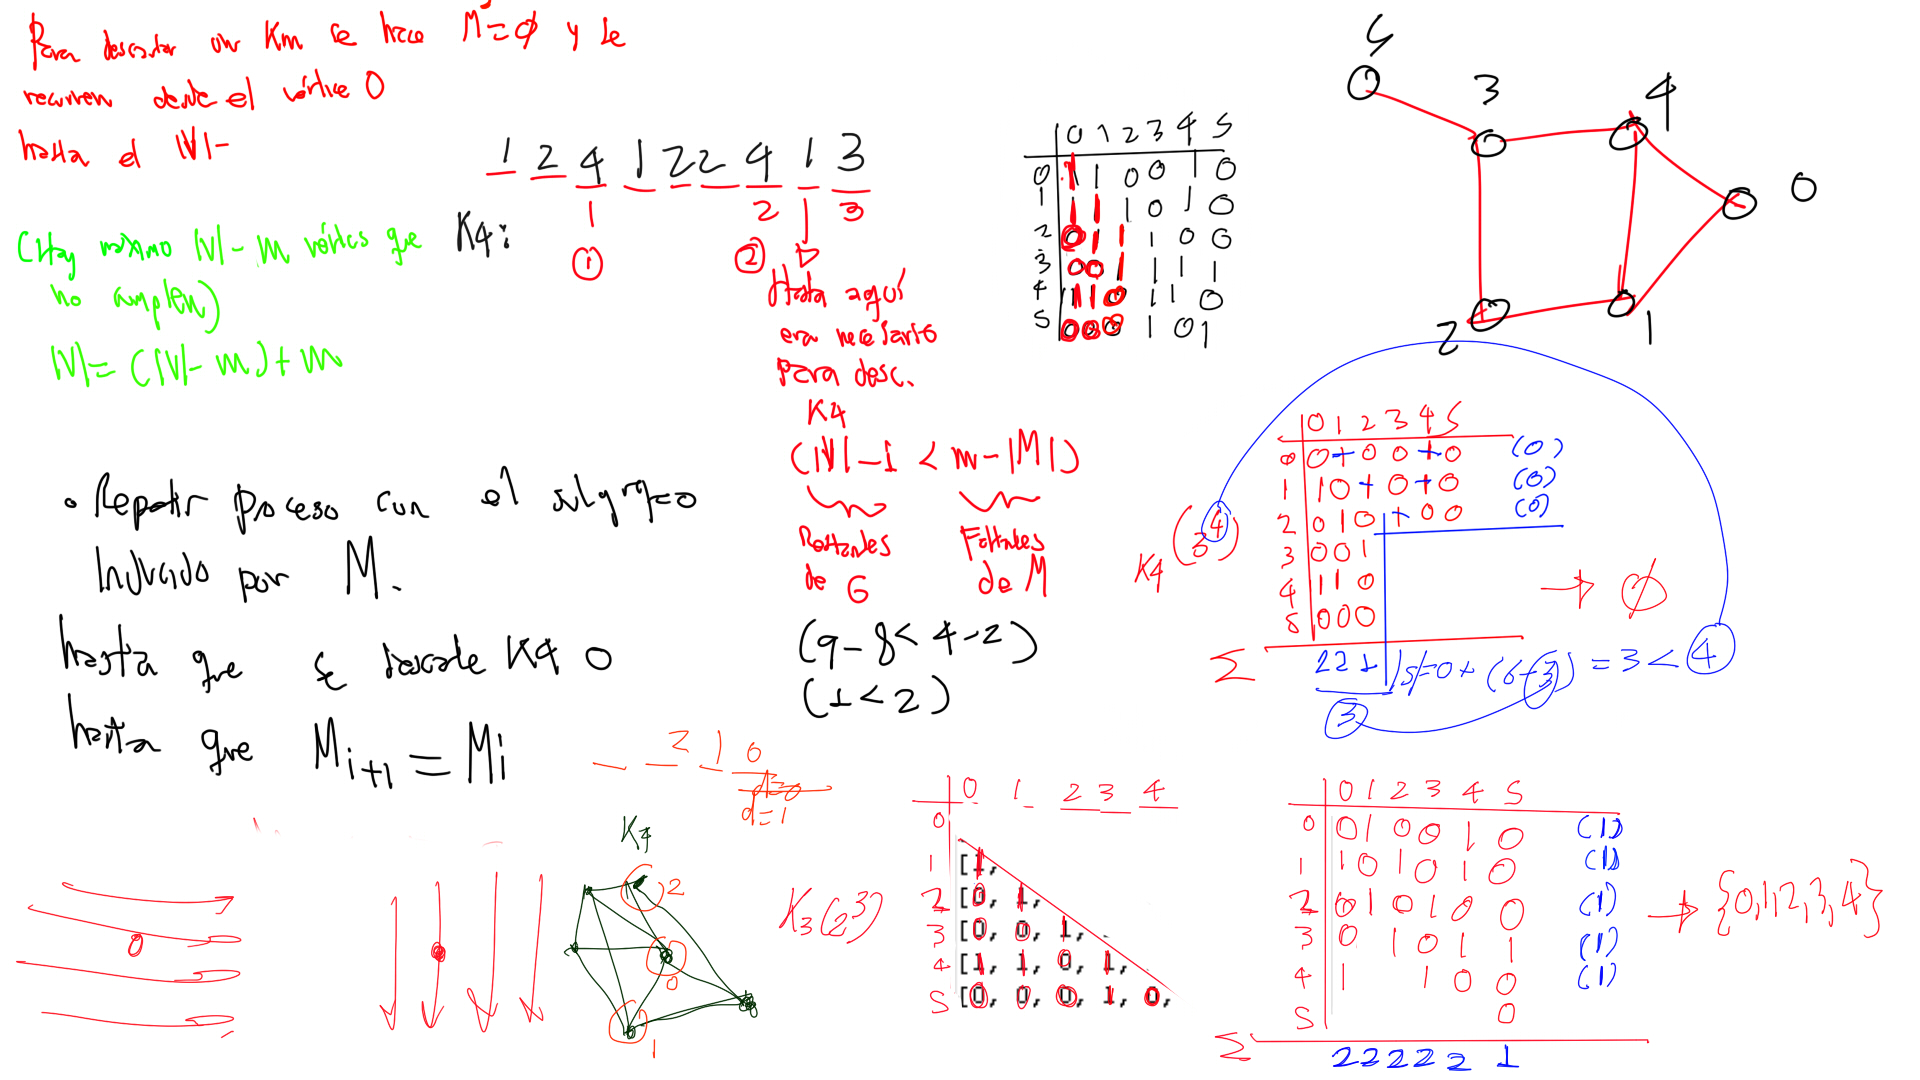 Para descartar un Km se hace M=∅ y se
recorren desde el vértice 0
hasta el |V|-
(Hay máximo |V|-m vértices que
no cumplen)
|V|=(|V|-m)+m
1 2 4 1 2 2 4 1 3
K4:
1 2 3
① ②
Hasta aquí
era necesario
para desc.
K4
(|V|-i < m-|M|)
Restantes
de G
Faltantes
de M
(9-8<4-2)
(1<2)
• Repetir proceso con el subgrafo
inducido por M.
hasta que se descarte K4 o
hasta que Mi+1 = Mi
0 1 2 3 4 5
0 1 1 0 0 1 0
1 1 1 1 0 1 0
2 0 1 1 1 0 0
3 0 0 1 1 1 1
4 1 1 0 1 1 0
5 0 0 0 1 0 1
5
3
4
0
2
1
0 1 2 3 4 5
0 0 + 0 0 + 0 (0)
1 1 0 + 0 + 0 (0)
2 0 1 0 + 0 0 (0)
3 0 0 1
4 1 1 0
5 0 0 0
K4 (3 4)
→ ∅
Σ 2 2 1 |S|=0+(6-3)=3<4
3
2 1 0
d=0
d=1
K4
2
0
1
0
K3(2 3)
0 1 2 3 4
0
1 [1,
2 [0, 1,
3 [0, 0, 1,
4 [1, 1, 0, 1,
5 [0, 0, 0, 1, 0,
0 1 2 3 4 5
0 0 1 0 0 1 0 (1)
1 1 0 1 0 1 0 (1)
2 0 1 0 1 0 0 (1)
3 0 1 0 1 1 (1)
4 1 1 0 0 (1)
5 0
→ {0,1,2,3,4}
Σ 2 2 2 2 2 1